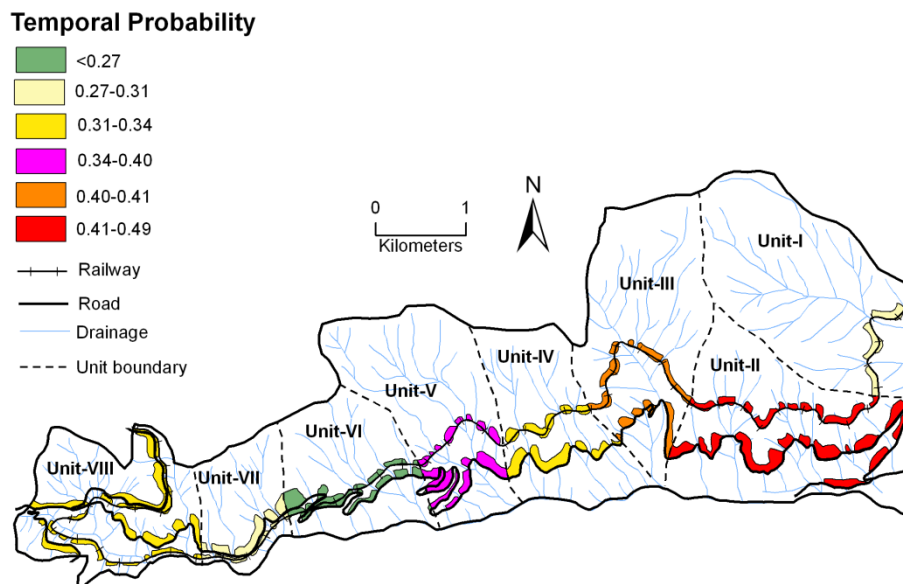 Temporal Probability
<0.27
0.27-0.31
0.31-0.34
0.34-0.40
0.40-0.41
0.41-0.49
Railway
Road
Drainage
Unit boundary
0 1
Kilometers
N
Unit-I
Unit-III
Unit-II
Unit-IV
Unit-V
Unit-VI
Unit-VII
Unit-VIII